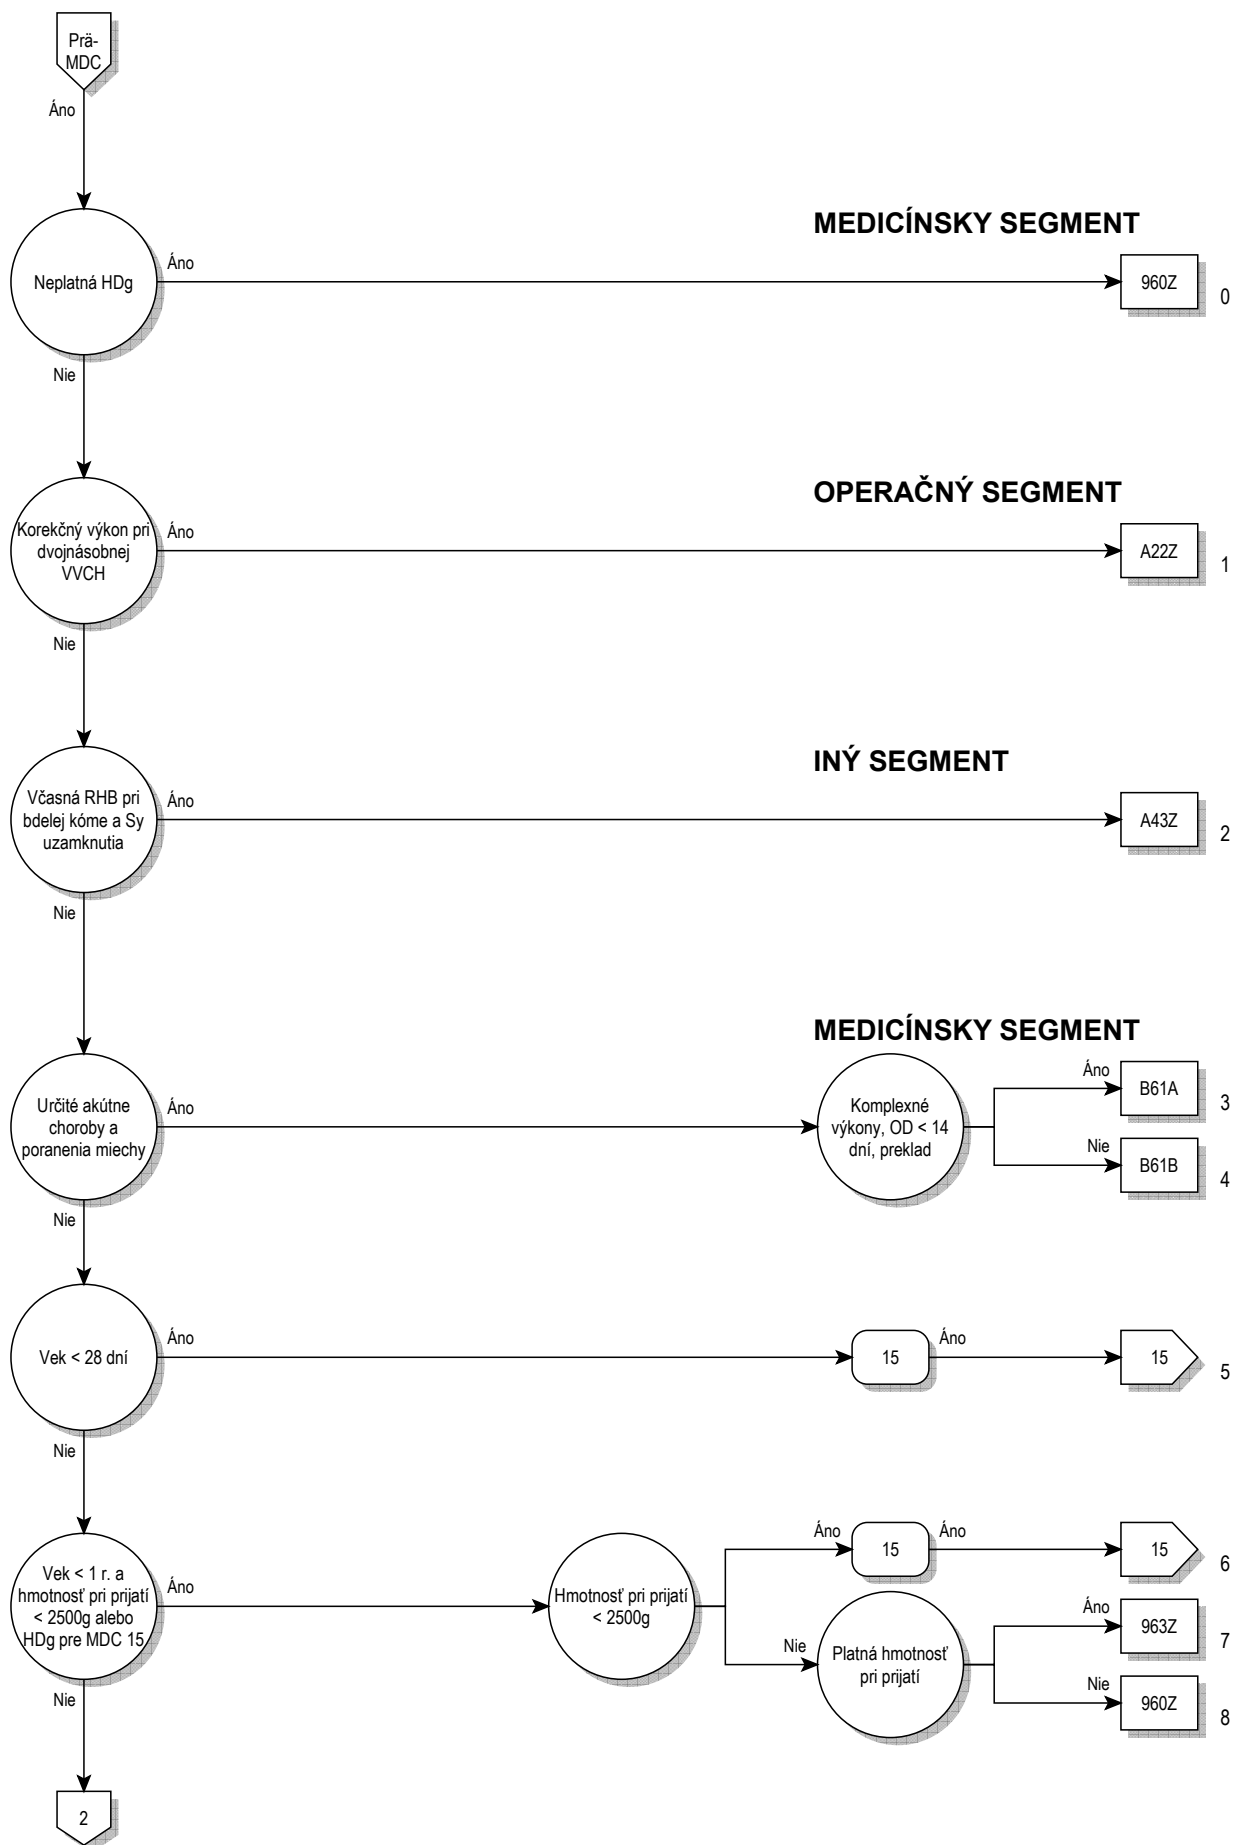 Prä-
MDC
Áno
MEDICÍNSKY SEGMENT
Neplatná HDg
Áno
960Z
0
Nie
OPERAČNÝ SEGMENT
Korekčný výkon pri
dvojnásobnej
VVCH
Áno
A22Z
1
Nie
INÝ SEGMENT
Včasná RHB pri
bdelej kóme a Sy
uzamknutia
Áno
A43Z
2
Nie
MEDICÍNSKY SEGMENT
Určité akútne
choroby a
poranenia miechy
Áno
Komplexné
výkony, OD < 14
dní, preklad
Áno
B61A
3
Nie
B61B
4
Nie
Vek < 28 dní
Áno
15
Áno
15
5
Nie
Vek < 1 r. a
hmotnosť pri prijatí
< 2500g alebo
HDg pre MDC 15
Áno
Hmotnosť pri prijatí
< 2500g
Áno
15
Áno
15
6
Nie
Platná hmotnosť
pri prijatí
Áno
963Z
7
Nie
960Z
8
Nie
2